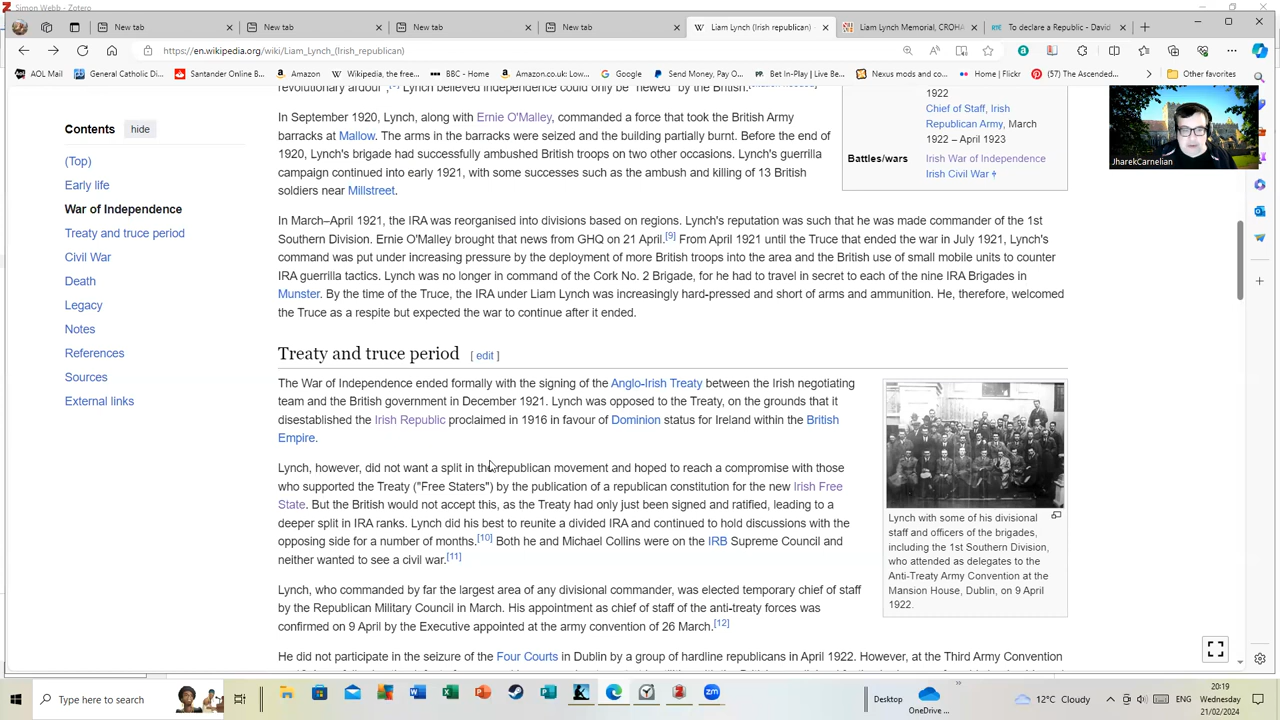 Simon Webb - Zotero
New tab
New tab
New tab
New tab
Liam Lynch (Irish republican)
Liam Lynch Memorial, CROHA
To declare a Republic - David
https://en.wikipedia.org/wiki/Liam_Lynch_(Irish_republican)
AOL Mail
General Catholic Di...
Santander Online B...
Amazon
Wikipedia, the free...
BBC - Home
Amazon.co.uk: Low...
Google
Send Money, Pay O...
Bet In-Play | Live Be...
Nexus mods and co...
Home | Flickr
(77) The Ascended...
Other favorites
Contents
hide
(Top)
Early life
War of Independence
Treaty and truce period
Civil War
Death
Legacy
Notes
References
Sources
External links
revolutionary ardour", Lynch believed independence could only be "hewed" by the British.
In September 1920, Lynch, along with Ernie O'Malley, commanded a force that took the British Army
barracks at Mallow. The arms in the barracks were seized and the building partially burnt. Before the end of
1920, Lynch's brigade had successfully ambushed British troops on two other occasions. Lynch's guerrilla
campaign continued into early 1921, with some successes such as the ambush and killing of 13 British
soldiers near Millstreet.
1922
Chief of Staff, Irish
Republican Army, March
1922 – April 1923
Battles/wars
Irish War of Independence
Irish Civil War ♰
JharekCarnelian
In March–April 1921, the IRA was reorganised into divisions based on regions. Lynch's reputation was such that he was made commander of the 1st
Southern Division. Ernie O'Malley brought that news from GHQ on 21 April.[9] From April 1921 until the Truce that ended the war in July 1921, Lynch's
command was put under increasing pressure by the deployment of more British troops into the area and the British use of small mobile units to counter
IRA guerrilla tactics. Lynch was no longer in command of the Cork No. 2 Brigade, for he had to travel in secret to each of the nine IRA Brigades in
Munster. By the time of the Truce, the IRA under Liam Lynch was increasingly hard-pressed and short of arms and ammunition. He, therefore, welcomed
the Truce as a respite but expected the war to continue after it ended.
Treaty and truce period [ edit ]
The War of Independence ended formally with the signing of the Anglo-Irish Treaty between the Irish negotiating
team and the British government in December 1921. Lynch was opposed to the Treaty, on the grounds that it
disestablished the Irish Republic proclaimed in 1916 in favour of Dominion status for Ireland within the British
Empire.
Lynch, however, did not want a split in the republican movement and hoped to reach a compromise with those
who supported the Treaty ("Free Staters") by the publication of a republican constitution for the new Irish Free
State. But the British would not accept this, as the Treaty had only just been signed and ratified, leading to a
deeper split in IRA ranks. Lynch did his best to reunite a divided IRA and continued to hold discussions with the
opposing side for a number of months.[10] Both he and Michael Collins were on the IRB Supreme Council and
neither wanted to see a civil war.[11]
Lynch, who commanded by far the largest area of any divisional commander, was elected temporary chief of staff
by the Republican Military Council in March. His appointment as chief of staff of the anti-treaty forces was
confirmed on 9 April by the Executive appointed at the army convention of 26 March.[12]
He did not participate in the seizure of the Four Courts in Dublin by a group of hardline republicans in April 1922. However, at the Third Army Convention
Lynch with some of his divisional
staff and officers of the brigades,
including the 1st Southern Division,
who attended as delegates to the
Anti-Treaty Army Convention at the
Mansion House, Dublin, on 9 April
1922.
Type here to search
Desktop
OneDrive ...
12°C Cloudy
ENG
20:19
Wednesday
21/02/2024